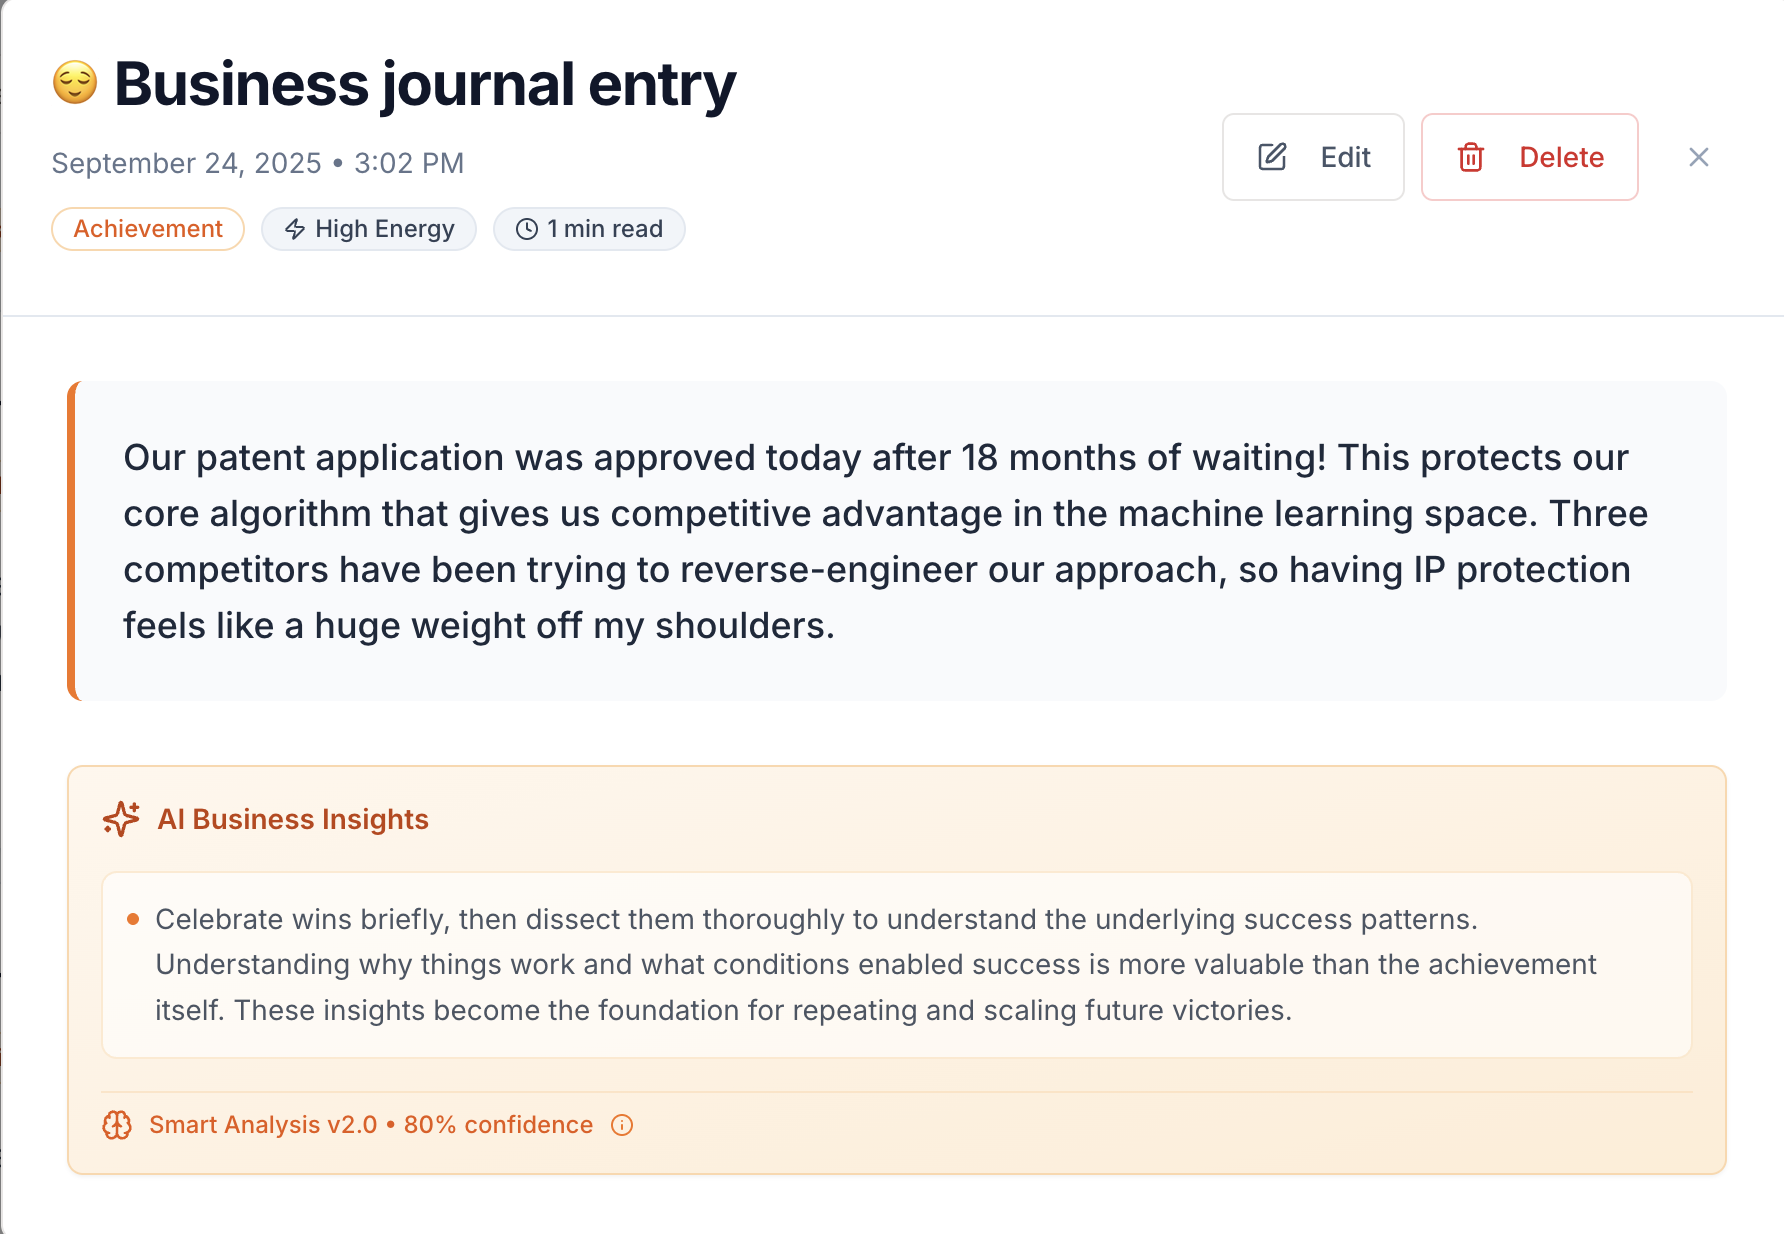 Business journal entry
September 24, 2025 • 3:02 PM
Achievement
High Energy
1 min read
Edit
Delete
Our patent application was approved today after 18 months of waiting! This protects our
core algorithm that gives us competitive advantage in the machine learning space. Three
competitors have been trying to reverse-engineer our approach, so having IP protection
feels like a huge weight off my shoulders.
AI Business Insights
Celebrate wins briefly, then dissect them thoroughly to understand the underlying success patterns.
Understanding why things work and what conditions enabled success is more valuable than the achievement
itself. These insights become the foundation for repeating and scaling future victories.
Smart Analysis v2.0 • 80% confidence